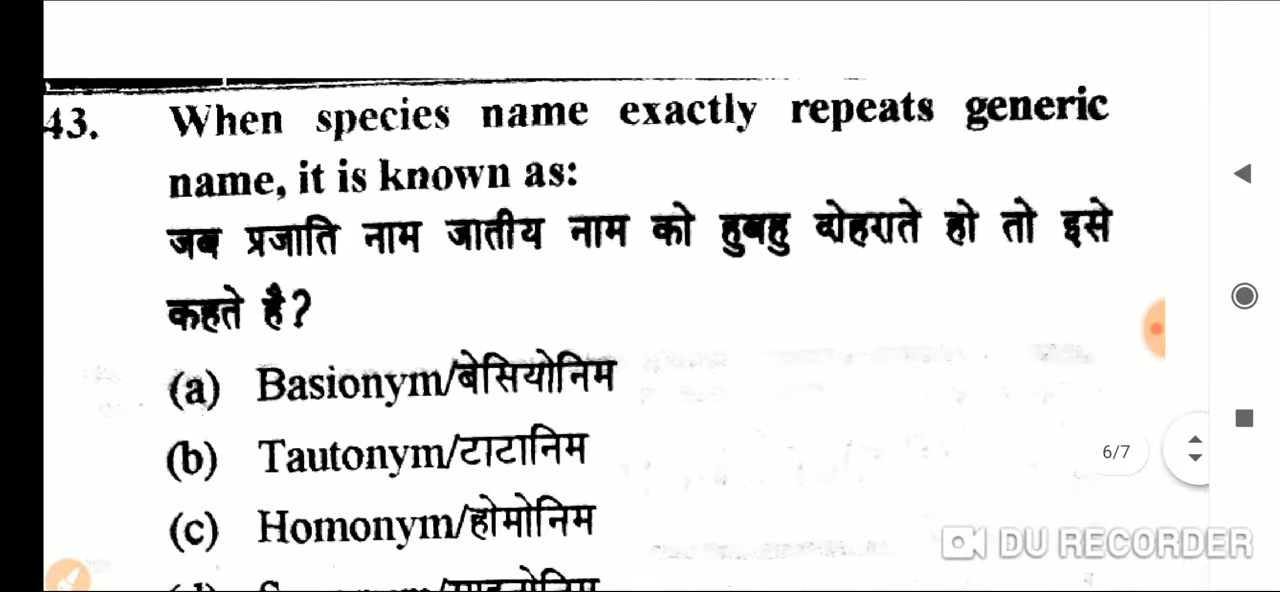 43. When species name exactly repeats generic
name, it is known as:
जब प्रजाति नाम जातीय नाम को हुबहु दोहराते हो तो इसे
कहते है?
(a) Basionym/बेसियोनिम
(b) Tautonym/टाटानिम
(c) Homonym/होमोनिम
6/7
DU RECORDER